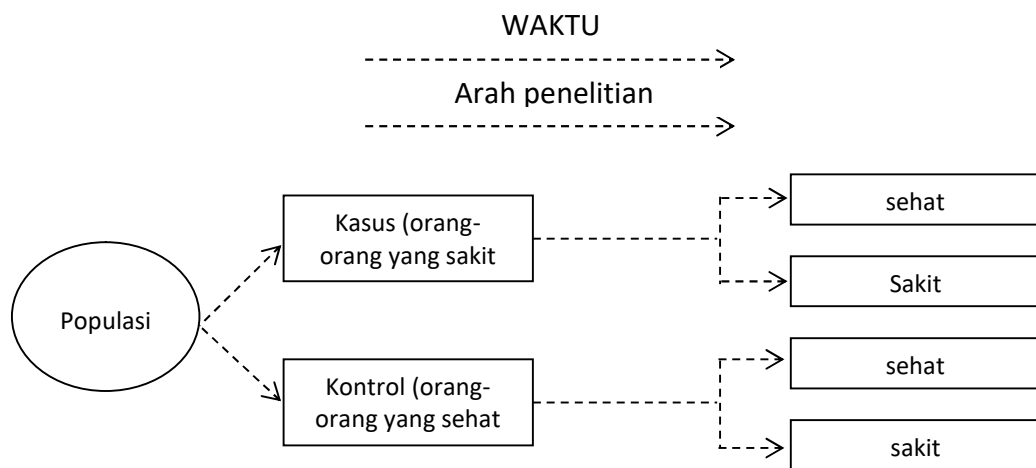 WAKTU
Arah penelitian
Populasi
Kasus (orang-
orang yang sakit
Kontrol (orang-
orang yang sehat
sehat
Sakit
sehat
sakit